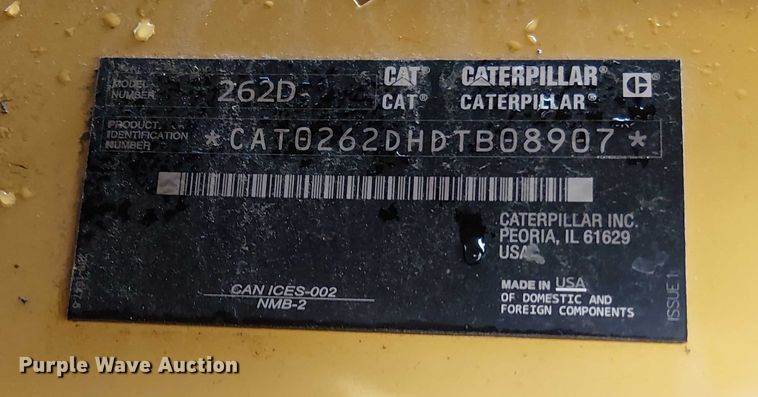 MODEL NUMBER 262D CAT® CATERPILLAR® C
CAT® CATERPILLAR®
PRODUCT IDENTIFICATION NUMBER *CAT0262DHDTB08907*
CATERPILLAR INC.
PEORIA, IL 61629
USA
CAN ICES-002
NMB-2
MADE IN USA
OF DOMESTIC AND
FOREIGN COMPONENTS
ISSUE 1
Purple Wave Auction